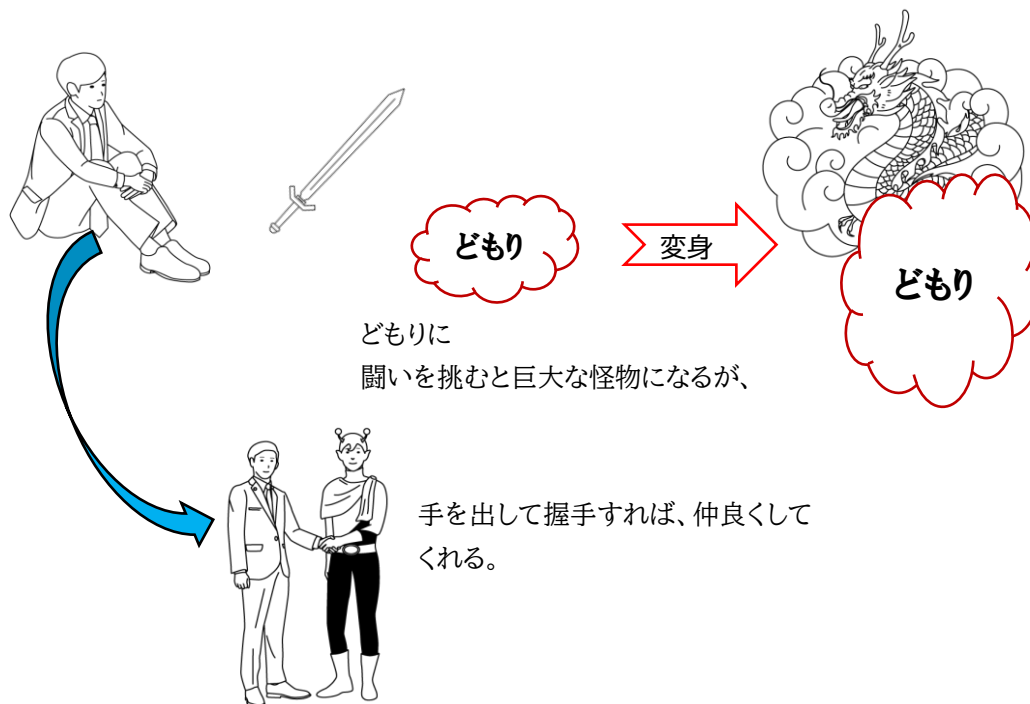 どもり
変身
どもり
どもりに
闘いを挑むと巨大な怪物になるが、
手を出して握手すれば、仲良くして
くれる。